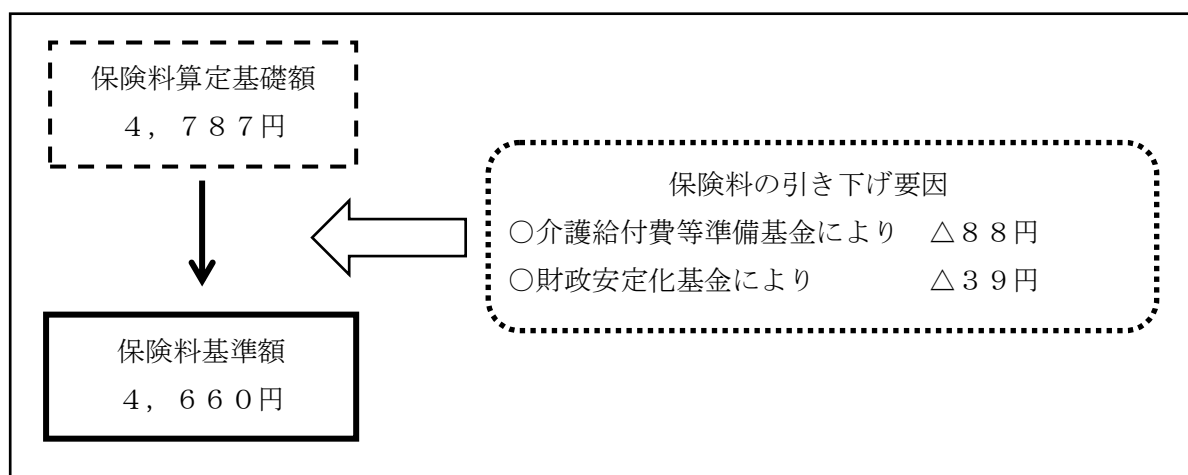 保険料算定基礎額
４，７８７円
保険料の引き下げ要因
○介護給付費等準備基金により　△８８円
○財政安定化基金により　　　　△３９円
保険料基準額
４，６６０円